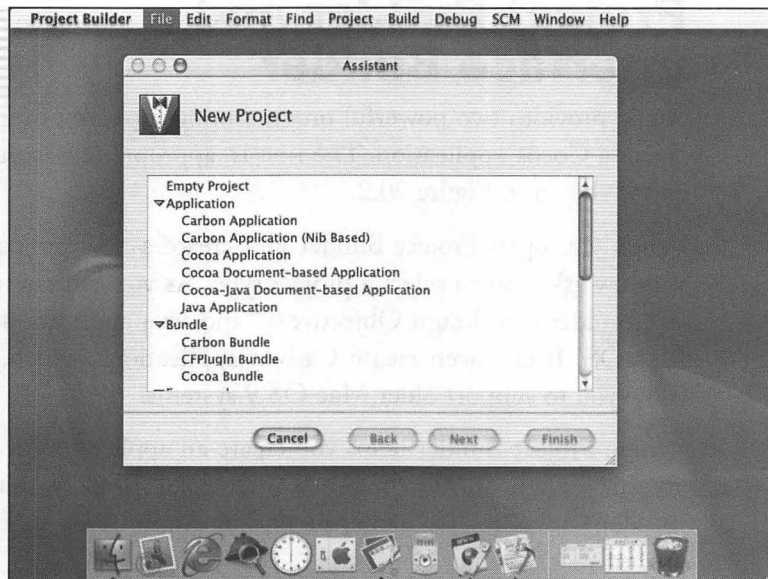 Project Builder File Edit Format Find Project Build Debug SCM Window Help
Assistant
New Project
Empty Project
Application
Carbon Application
Carbon Application (Nib Based)
Cocoa Application
Cocoa Document-based Application
Cocoa-Java Document-based Application
Java Application
Bundle
Carbon Bundle
CFPlugIn Bundle
Cocoa Bundle
Cancel Back Next Finish